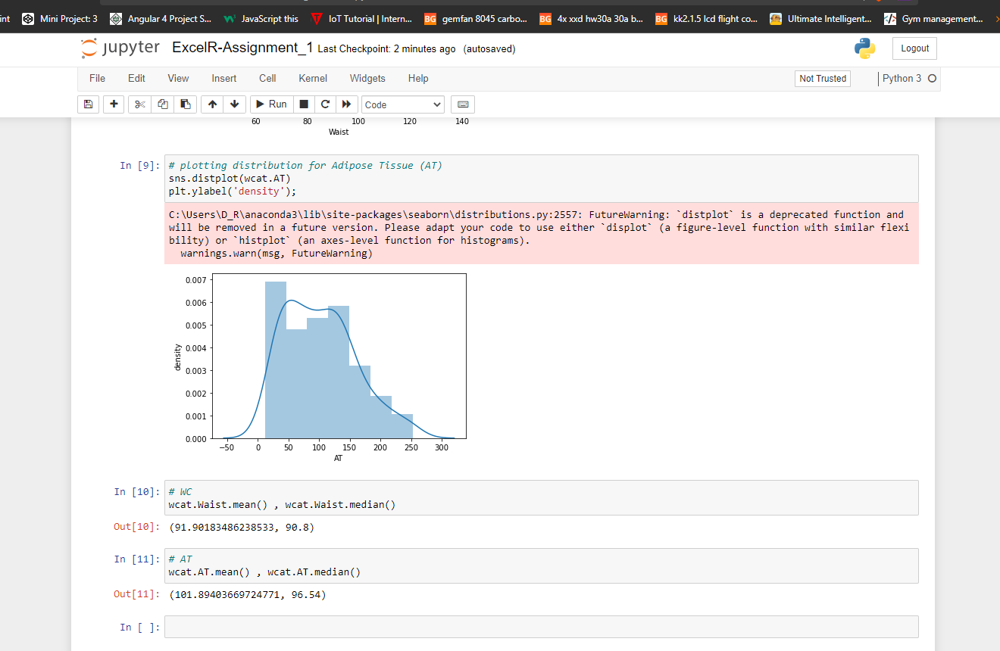 int Mini Project: 3 Angular 4 Project S... JavaScript this IoT Tutorial | Intern... BG gemfan 8045 carbo... BG 4x xxd hw30a 30a b... BG kk2.1.5 lcd flight co... Ultimate Intelligent... Gym management...
jupyter ExcelR-Assignment_1 Last Checkpoint: 2 minutes ago (autosaved) Logout
File Edit View Insert Cell Kernel Widgets Help Not Trusted Python 3
Run Code
60 80 100 120 140
Waist
In [9]: # plotting distribution for Adipose Tissue (AT)
sns.distplot(wcat.AT)
plt.ylabel('density');
C:\Users\D_R\anaconda3\lib\site-packages\seaborn\distributions.py:2557: FutureWarning: `distplot` is a deprecated function and
will be removed in a future version. Please adapt your code to use either `displot` (a figure-level function with similar flexi
bility) or `histplot` (an axes-level function for histograms).
warnings.warn(msg, FutureWarning)
0.007
0.006
0.005
0.004
density
0.003
0.002
0.001
0.000
−50 0 50 100 150 200 250 300
AT
In [10]: # WC
wcat.Waist.mean() , wcat.Waist.median()
Out[10]: (91.90183486238533, 90.8)
In [11]: # AT
wcat.AT.mean() , wcat.AT.median()
Out[11]: (101.89403669724771, 96.54)
In [ ]: